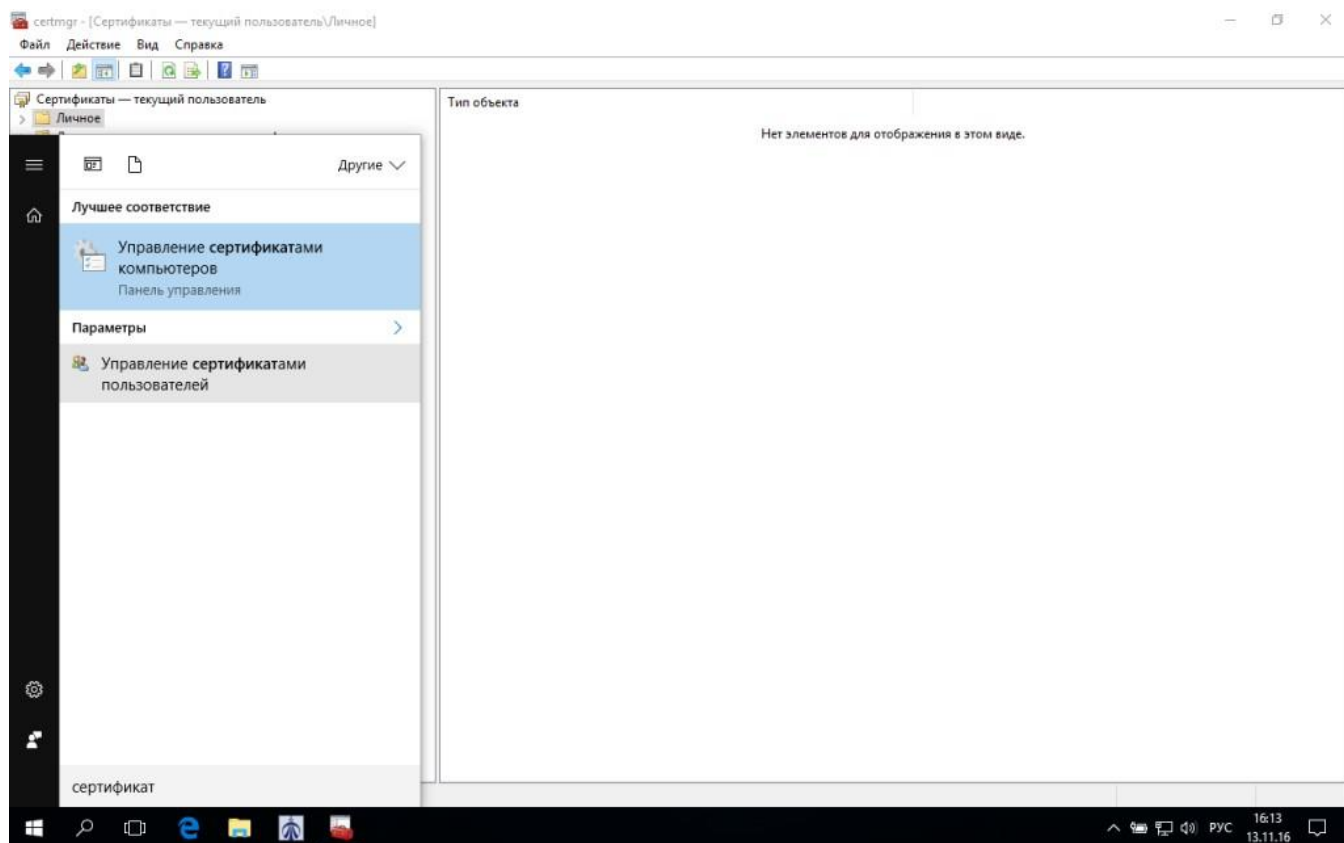 certmgr - [Сертификаты — текущий пользователь\Личное]
Файл Действие Вид Справка
Сертификаты — текущий пользователь
Личное
Тип объекта
Нет элементов для отображения в этом виде.
Другие
Лучшее соответствие
Управление сертификатами
компьютеров
Панель управления
Параметры
Управление сертификатами
пользователей
сертификат
РУС
16:13
13.11.16